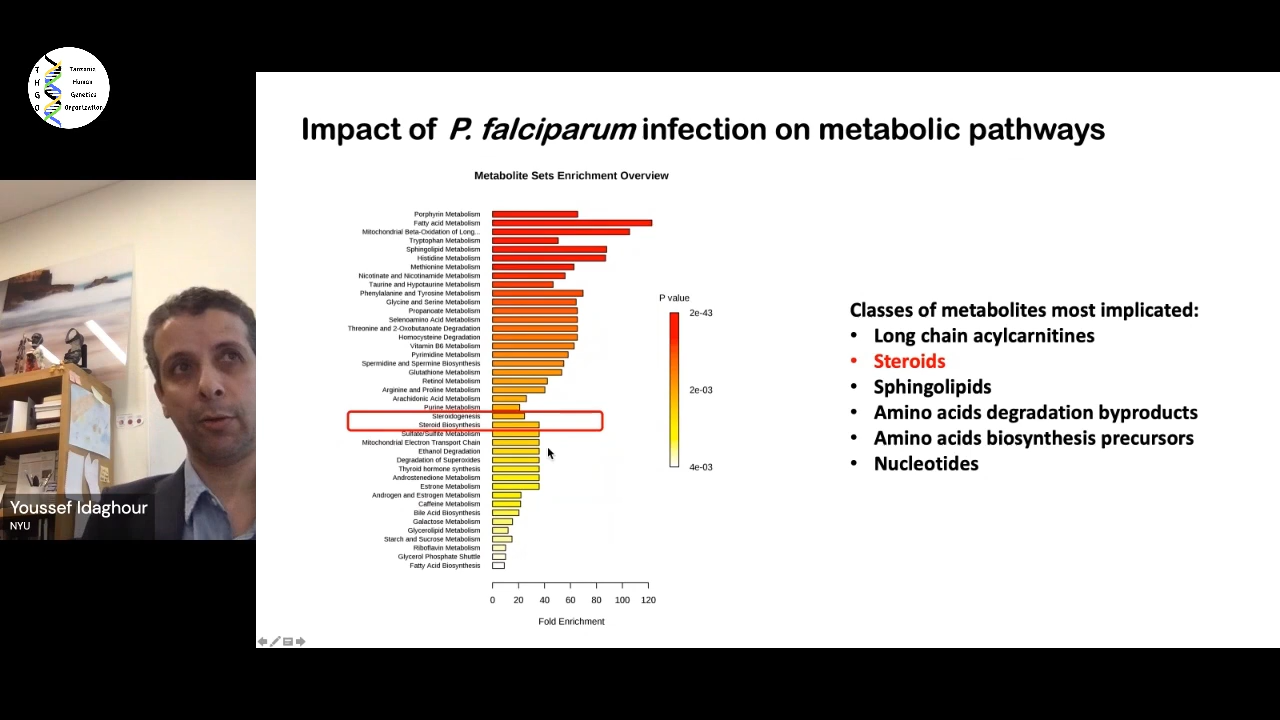 T Tanzania
H Human
G Genetics
O Organization
Impact of P. falciparum infection on metabolic pathways
Metabolite Sets Enrichment Overview
Porphyrin Metabolism
Fatty acid Metabolism
Mitochondrial Beta-Oxidation of Long...
Tryptophan Metabolism
Sphingolipid Metabolism
Histidine Metabolism
Methionine Metabolism
Nicotinate and Nicotinamide Metabolism
Taurine and Hypotaurine Metabolism
Phenylalanine and Tyrosine Metabolism
Glycine and Serine Metabolism
Propanoate Metabolism
Selenoamino Acid Metabolism
Threonine and 2-Oxobutanoate Degradation
Homocysteine Degradation
Vitamin B6 Metabolism
Pyrimidine Metabolism
Spermidine and Spermine Biosynthesis
Glutathione Metabolism
Retinol Metabolism
Arginine and Proline Metabolism
Arachidonic Acid Metabolism
Purine Metabolism
Steroidogenesis
Steroid Biosynthesis
Sulfate/Sulfite Metabolism
Mitochondrial Electron Transport Chain
Ethanol Degradation
Degradation of Superoxides
Thyroid hormone synthesis
Androstenedione Metabolism
Estrone Metabolism
Androgen and Estrogen Metabolism
Caffeine Metabolism
Bile Acid Biosynthesis
Galactose Metabolism
Glycerolipid Metabolism
Starch and Sucrose Metabolism
Riboflavin Metabolism
Glycerol Phosphate Shuttle
Fatty Acid Biosynthesis
0 20 40 60 80 100 120
Fold Enrichment
P value
2e-43
2e-03
4e-03
Classes of metabolites most implicated:
• Long chain acylcarnitines
• Steroids
• Sphingolipids
• Amino acids degradation byproducts
• Amino acids biosynthesis precursors
• Nucleotides
Youssef Idaghour
NYU